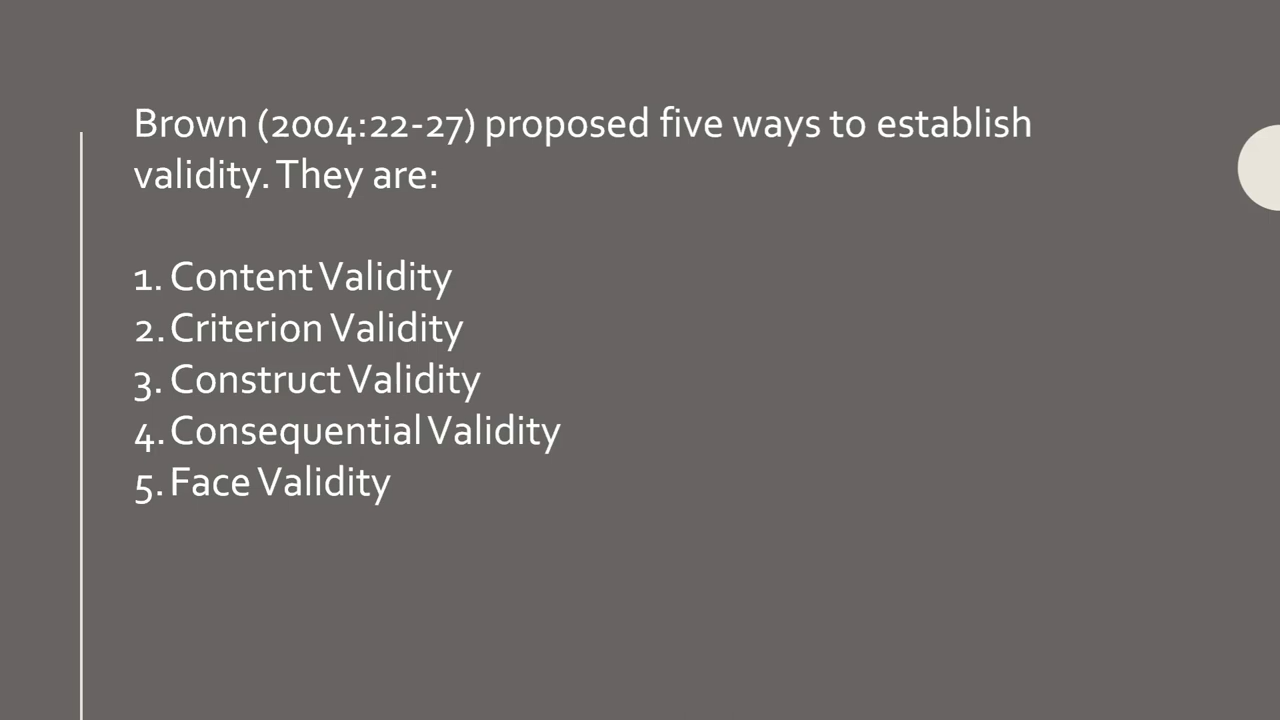 Brown (2004:22-27) proposed five ways to establish
validity. They are:
1. Content Validity
2. Criterion Validity
3. Construct Validity
4. Consequential Validity
5. Face Validity